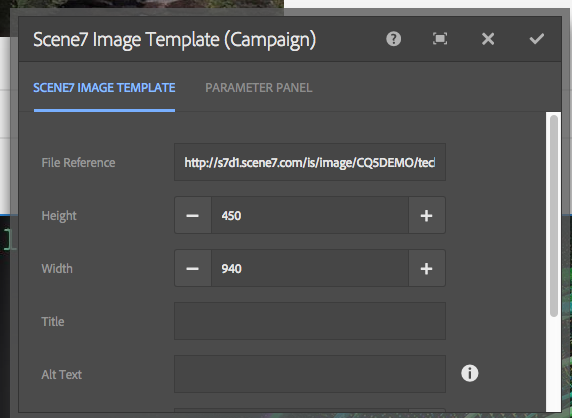 Scene7 Image Template (Campaign)
SCENE7 IMAGE TEMPLATE PARAMETER PANEL
File Reference http://s7d1.scene7.com/is/image/CQ5DEMO/tec
Height 450
Width 940
Title
Alt Text